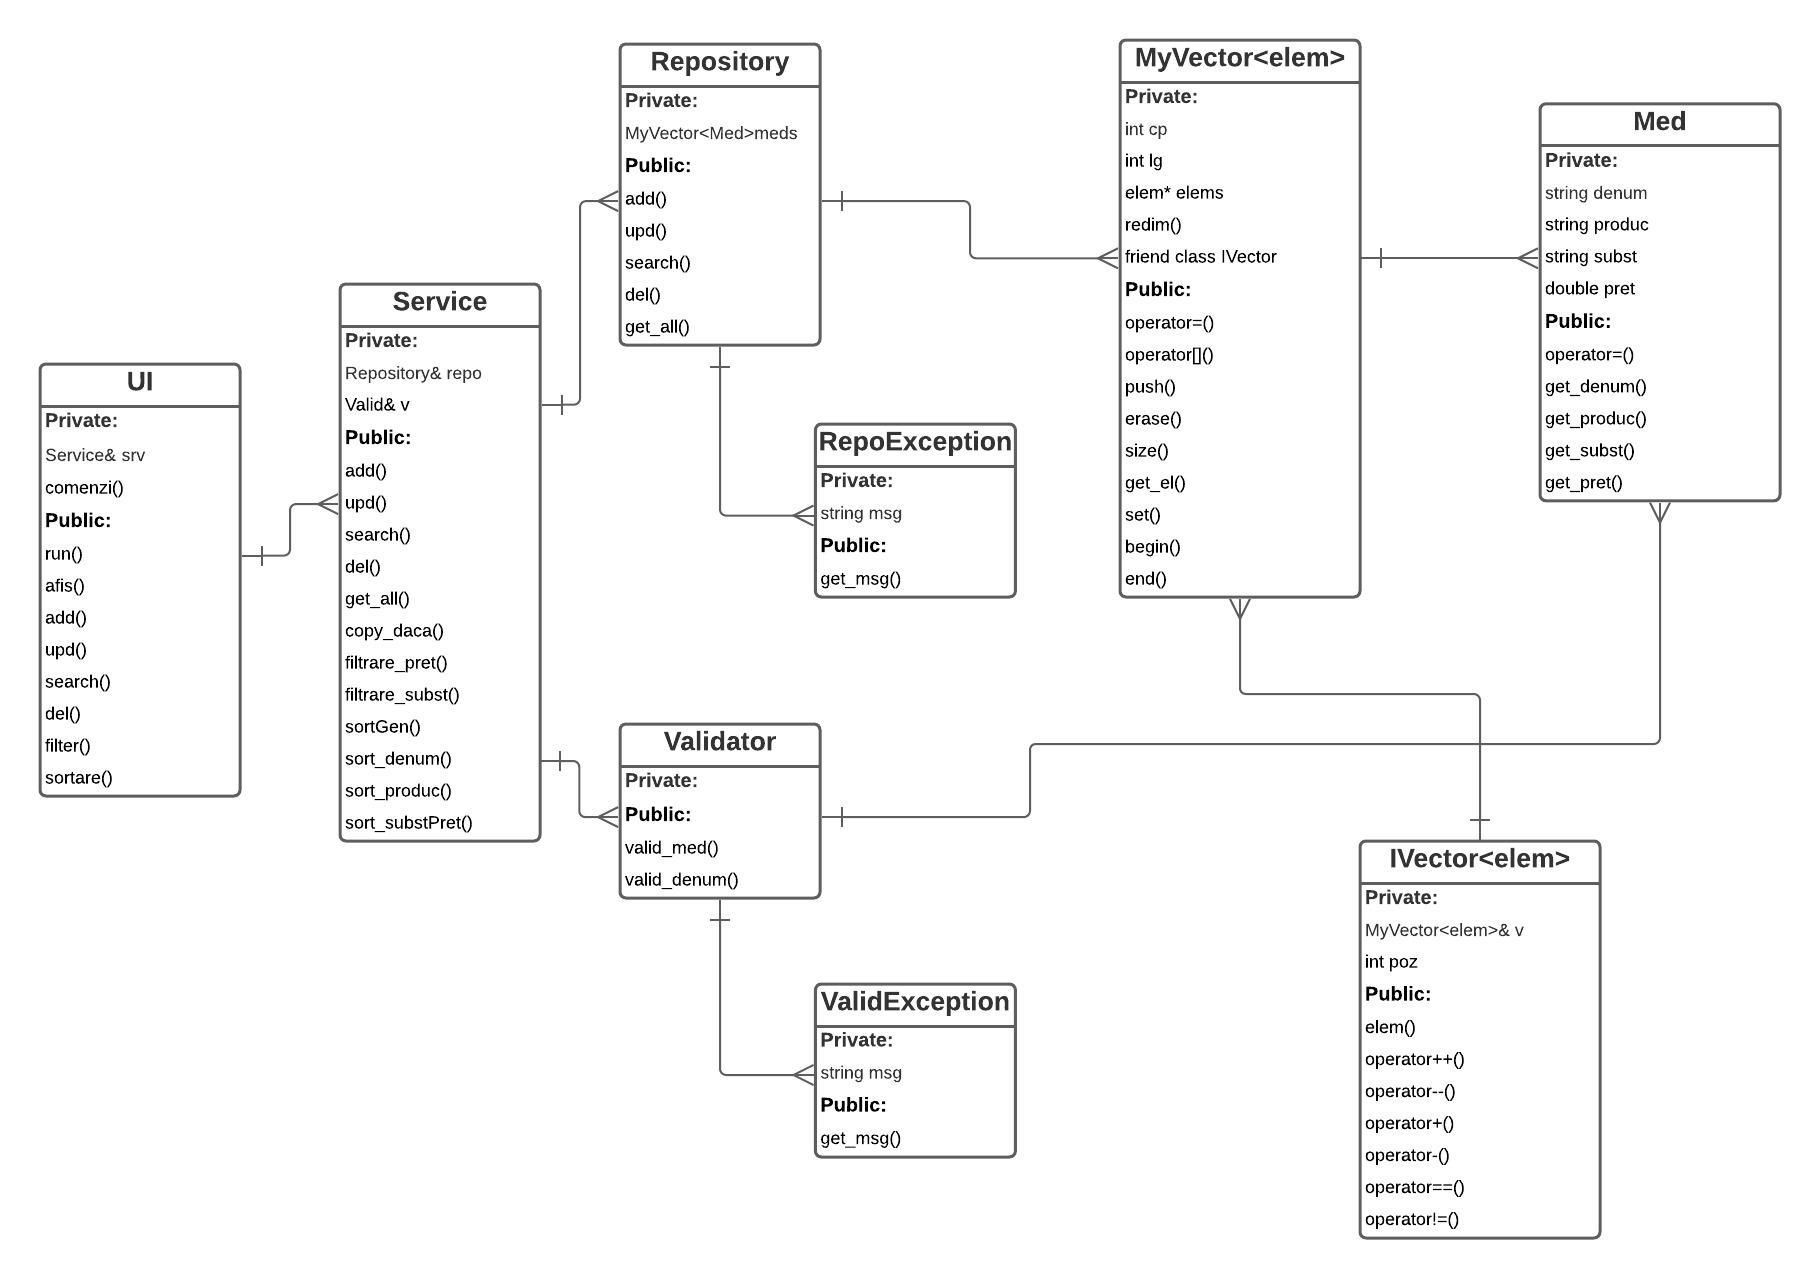 UI
Private:
Service& srv
comenzi()
Public:
run()
afis()
add()
upd()
search()
del()
filter()
sortare()
Service
Private:
Repository& repo
Valid& v
Public:
add()
upd()
search()
del()
get_all()
copy_daca()
filtrare_pret()
filtrare_subst()
sortGen()
sort_denum()
sort_produc()
sort_substPret()
Repository
Private:
MyVector<Med>meds
Public:
add()
upd()
search()
del()
get_all()
RepoException
Private:
string msg
Public:
get_msg()
Validator
Private:
Public:
valid_med()
valid_denum()
ValidException
Private:
string msg
Public:
get_msg()
MyVector<elem>
Private:
int cp
int lg
elem* elems
redim()
friend class IVector
Public:
operator=()
operator[]()
push()
erase()
size()
get_el()
set()
begin()
end()
Med
Private:
string denum
string produc
string subst
double pret
Public:
operator=()
get_denum()
get_produc()
get_subst()
get_pret()
IVector<elem>
Private:
MyVector<elem>& v
int poz
Public:
elem()
operator++()
operator--()
operator+()
operator-()
operator==()
operator!=()